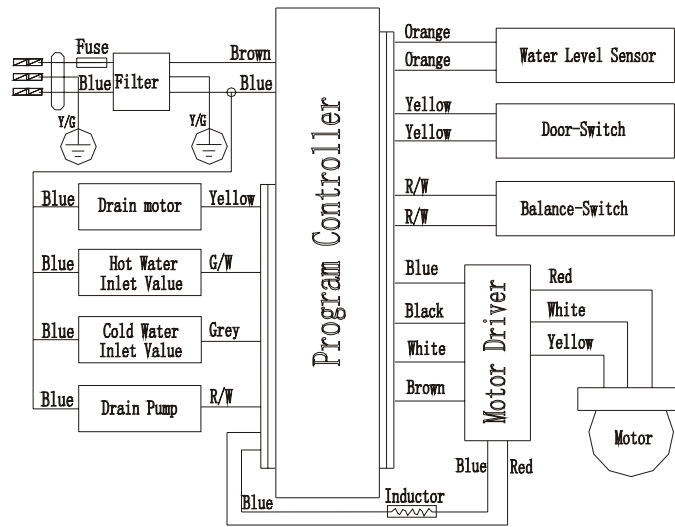 Fuse
Brown
Blue
Filter
Blue
Y/G
Y/G
Orange
Orange
Water Level Sensor
Yellow
Yellow
Door-Switch
R/W
R/W
Balance-Switch
Program Controller
Blue
Drain motor
Yellow
Blue
Hot Water
Inlet Value
G/W
Blue
Cold Water
Inlet Value
Grey
Blue
Drain Pump
R/W
Blue
Black
White
Brown
Motor Driver
Red
White
Yellow
Motor
Blue
Red
Blue
Inductor